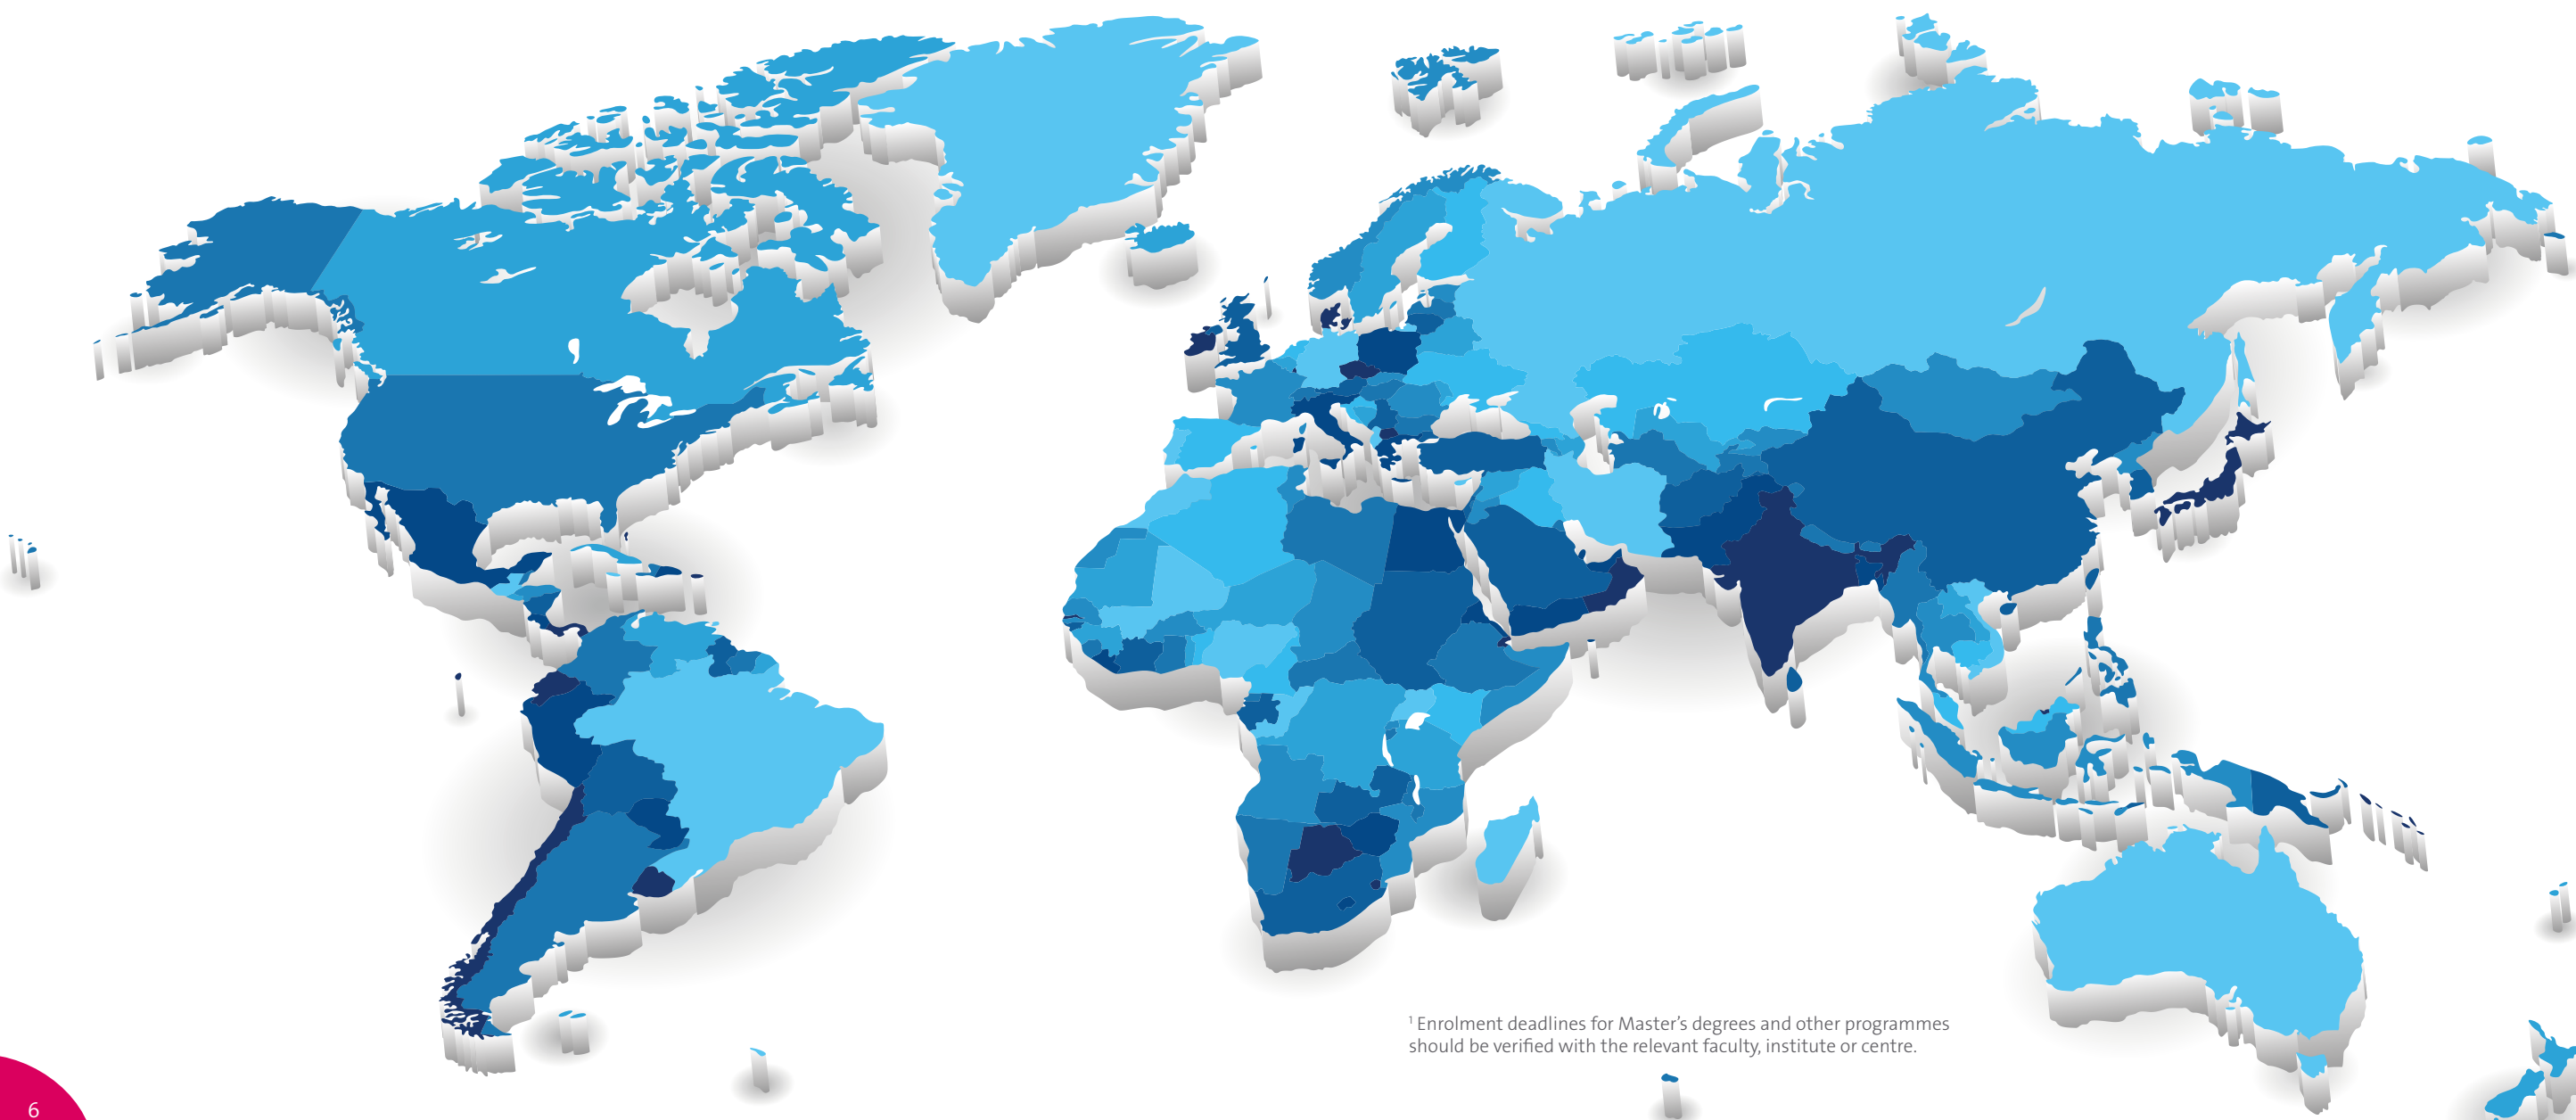 ¹ Enrolment deadlines for Master’s degrees and other programmes
should be verified with the relevant faculty, institute or centre.
6